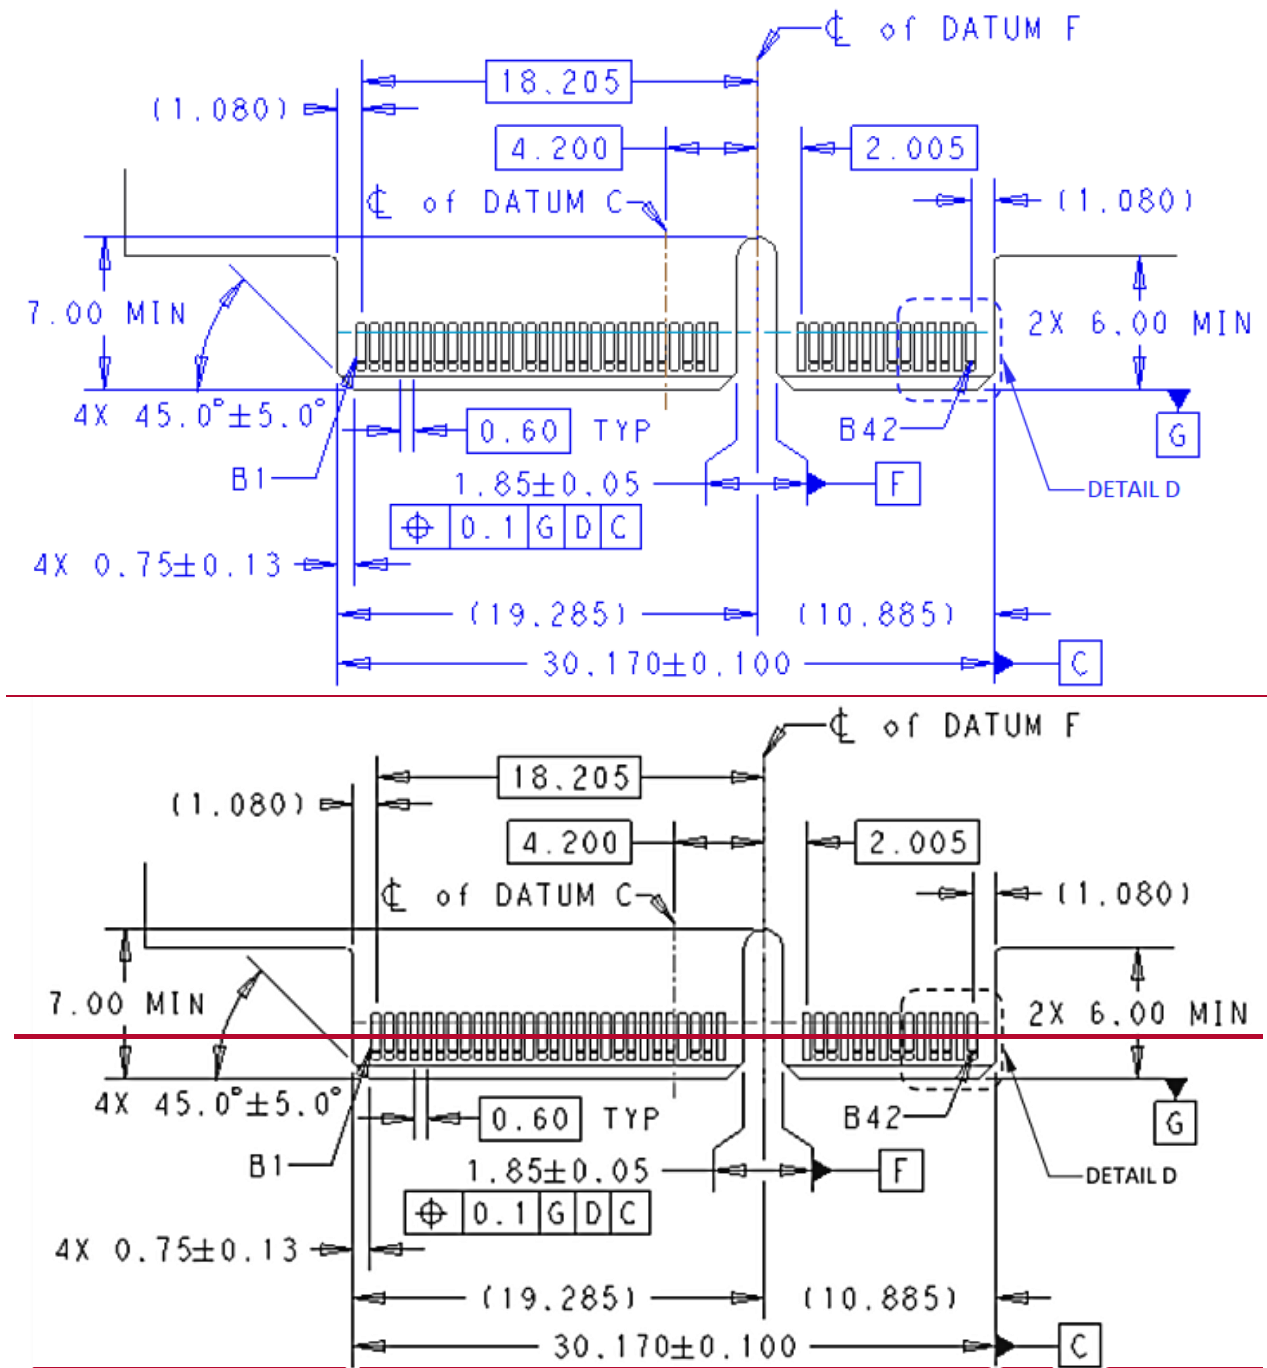 ℄ of DATUM F
18.205
(1.080)
4.200
2.005
℄ of DATUM C
(1.080)
7.00 MIN
2X 6.00 MIN
4X 45.0°±5.0°
0.60 TYP
B42
G
B1
1.85±0.05
F
DETAIL D
⌖ 0.1 G D C
4X 0.75±0.13
(19.285)
(10.885)
30.170±0.100
C
℄ of DATUM F
18.205
(1.080)
4.200
2.005
℄ of DATUM C
(1.080)
7.00 MIN
2X 6.00 MIN
4X 45.0°±5.0°
0.60 TYP
B42
G
B1
1.85±0.05
F
DETAIL D
⌖ 0.1 G D C
4X 0.75±0.13
(19.285)
(10.885)
30.170±0.100
C